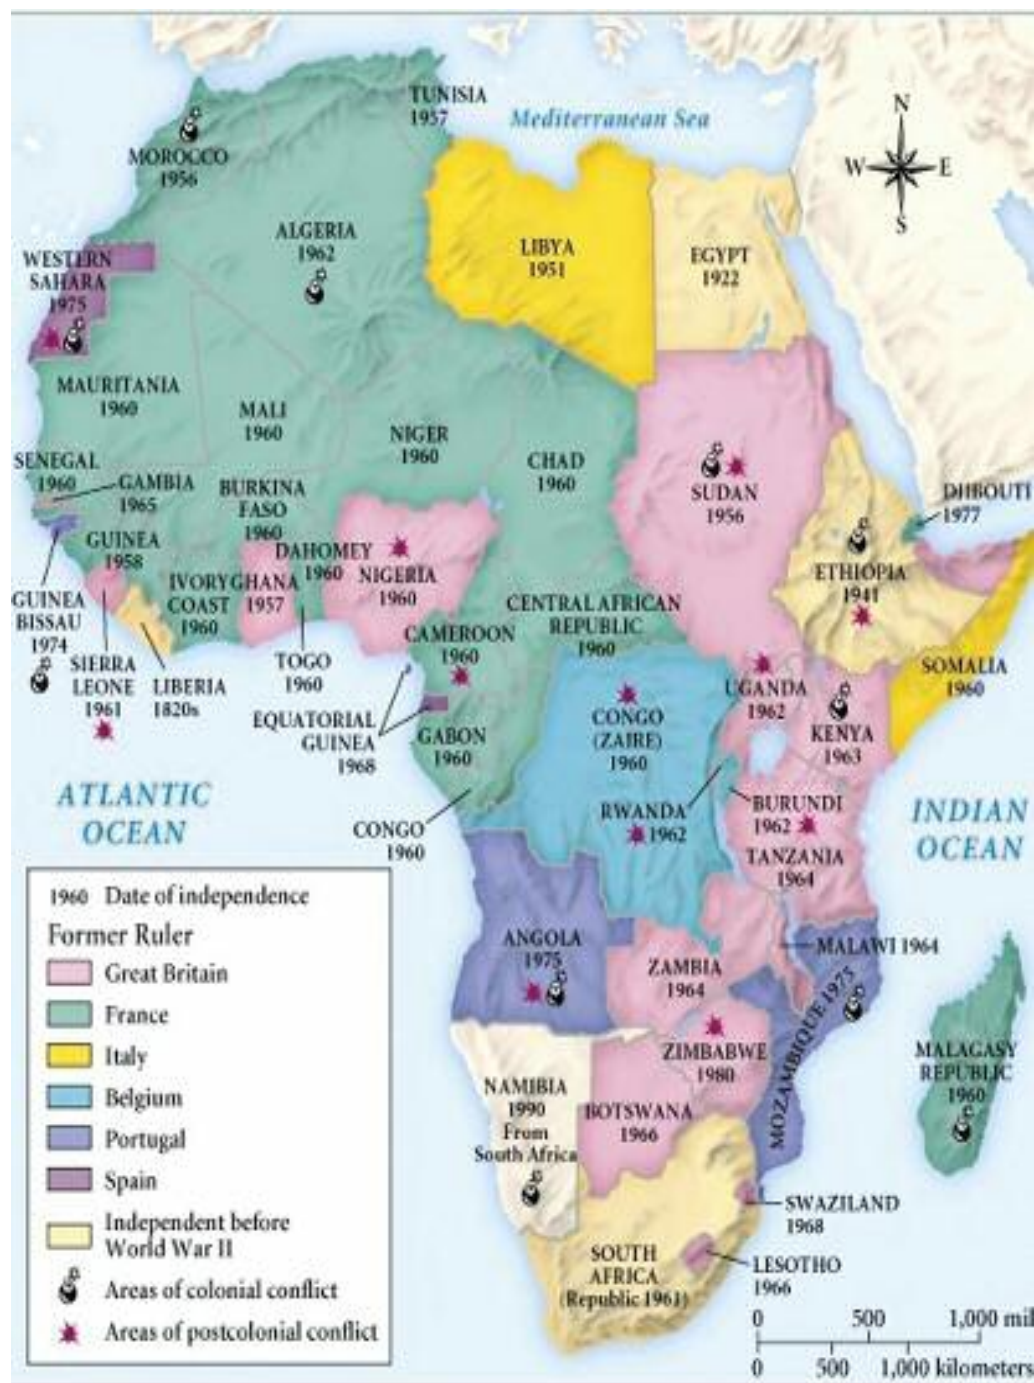 TUNISIA
1957
Mediterranean Sea
N
W
E
S
MOROCCO
1956
ALGERIA
1962
LIBYA
1951
EGYPT
1922
WESTERN
SAHARA
1975
MAURITANIA
1960
MALI
1960
NIGER
1960
CHAD
1960
SUDAN
1956
DJIBOUTI
1977
SENEGAL
1960
GAMBIA
1965
BURKINA
FASO
1960
GUINEA
1958
DAHOMEY
1960
NIGERIA
1960
ETHIOPIA
1941
GUINEA
BISSAU
1974
IVORY
COAST
1960
GHANA
1957
CENTRAL AFRICAN
REPUBLIC
1960
CAMEROON
1960
SIERRA
LEONE
1961
LIBERIA
1820s
TOGO
1960
EQUATORIAL
GUINEA
1968
GABON
1960
CONGO
(ZAIRE)
1960
UGANDA
1962
KENYA
1963
SOMALIA
1960
ATLANTIC
OCEAN
CONGO
1960
RWANDA
1962
BURUNDI
1962
TANZANIA
1964
INDIAN
OCEAN
ANGOLA
1975
ZAMBIA
1964
MALAWI 1964
MOZAMBIQUE 1975
ZIMBABWE
1980
NAMIBIA
1990
From
South Africa
BOTSWANA
1966
MALAGASY
REPUBLIC
1960
SWAZILAND
1968
SOUTH
AFRICA
(Republic 1961)
LESOTHO
1966
1960 Date of independence
Former Ruler
Great Britain
France
Italy
Belgium
Portugal
Spain
Independent before
World War II
Areas of colonial conflict
Areas of postcolonial conflict
0 500 1,000 mil
0 500 1,000 kilometers